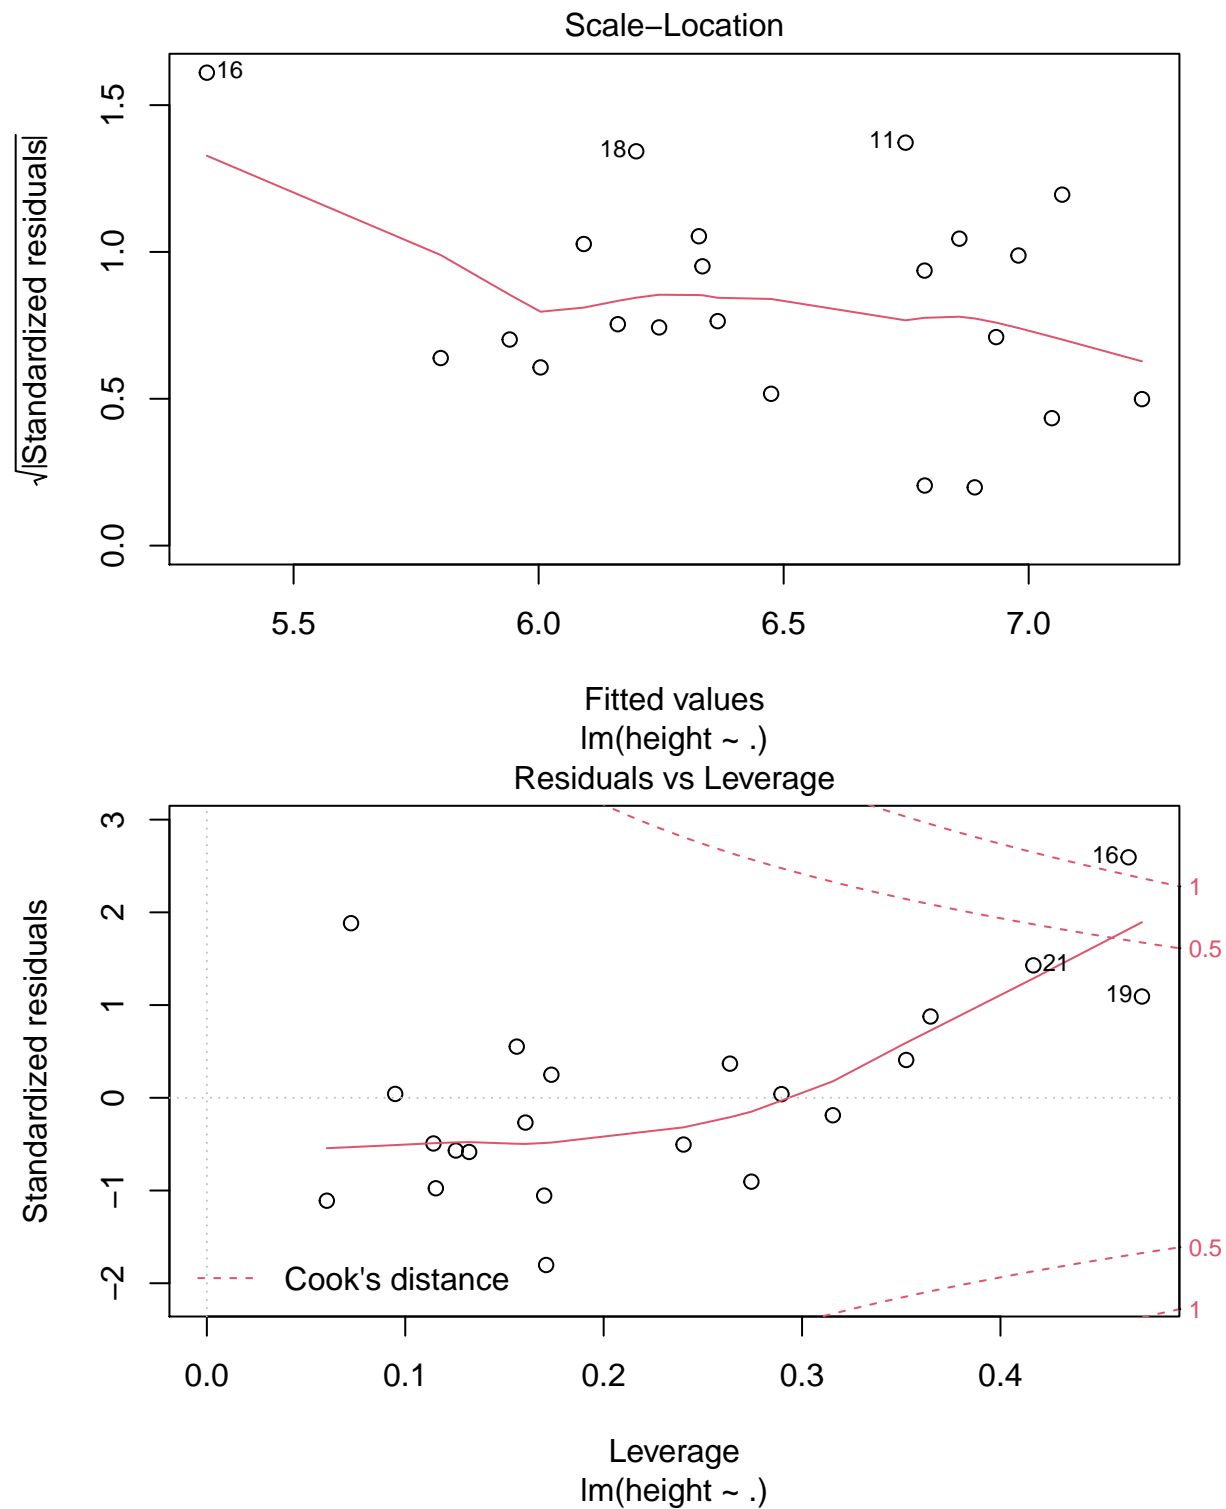 Scale−Location
√|Standardized residuals|
0.0 0.5 1.0 1.5
16
18
11
5.5 6.0 6.5 7.0
Fitted values
lm(height ~ .)
Residuals vs Leverage
Standardized residuals
−2 −1 0 1 2 3
16
1
0.5
21
19
0.5
Cook's distance
1
0.0 0.1 0.2 0.3 0.4
Leverage
lm(height ~ .)